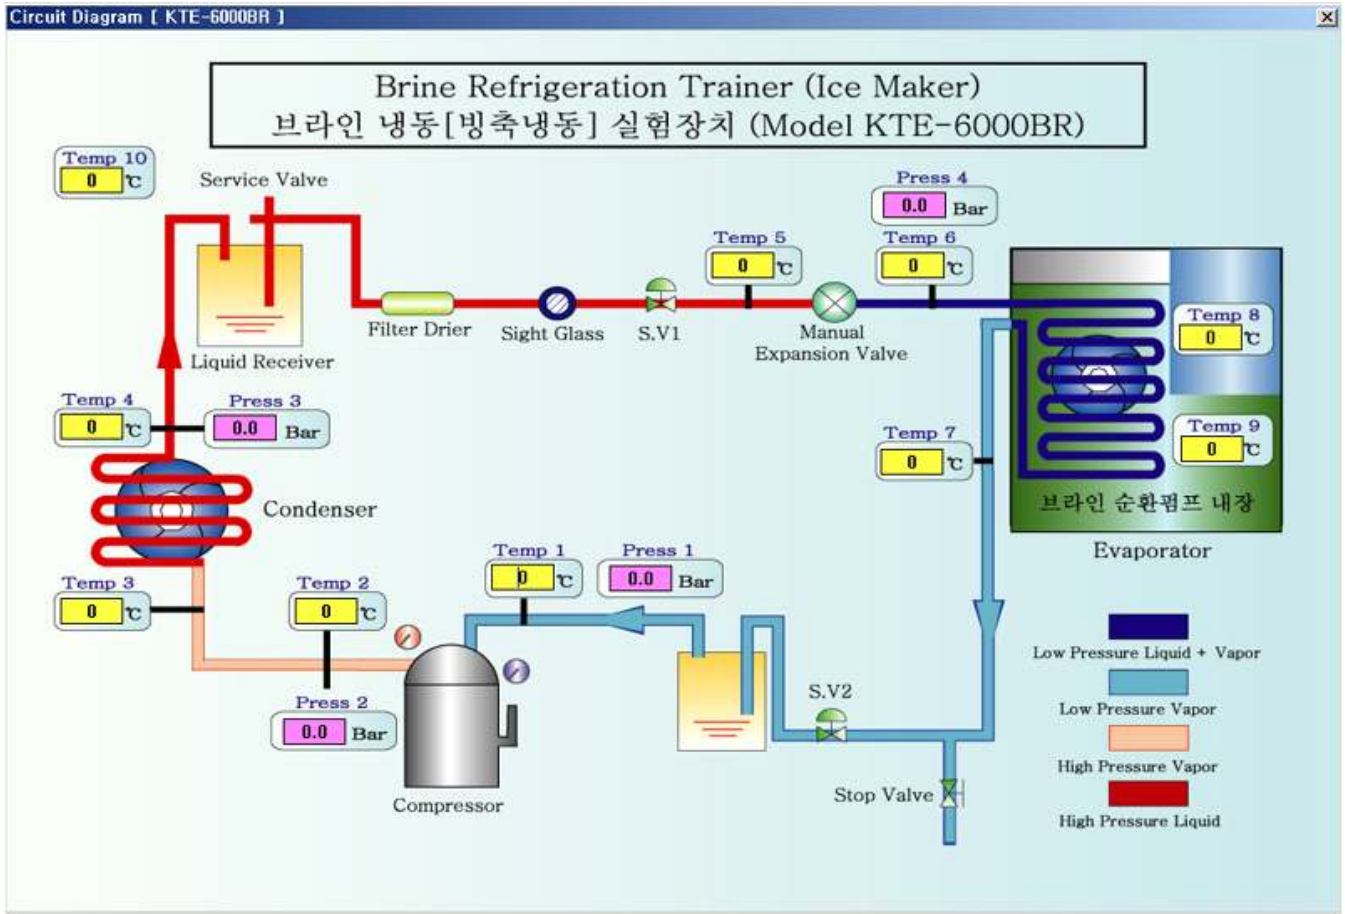 Circuit Diagram [ KTE-6000BR ]
Brine Refrigeration Trainer (Ice Maker)
브라인 냉동[빙축냉동] 실험장치 (Model KTE-6000BR)
Temp 10
0 ℃
Service Valve
Press 4
0.0 Bar
Temp 5
0 ℃
Temp 6
0 ℃
Filter Drier
Sight Glass
S.V1
Manual
Expansion Valve
Temp 8
0 ℃
Liquid Receiver
Temp 4
0 ℃
Press 3
0.0 Bar
Temp 7
0 ℃
Temp 9
0 ℃
Condenser
브라인 순환펌프 내장
Evaporator
Temp 3
0 ℃
Temp 2
0 ℃
Temp 1
0 ℃
Press 1
0.0 Bar
Press 2
0.0 Bar
Compressor
S.V2
Stop Valve
Low Pressure Liquid + Vapor
Low Pressure Vapor
High Pressure Vapor
High Pressure Liquid